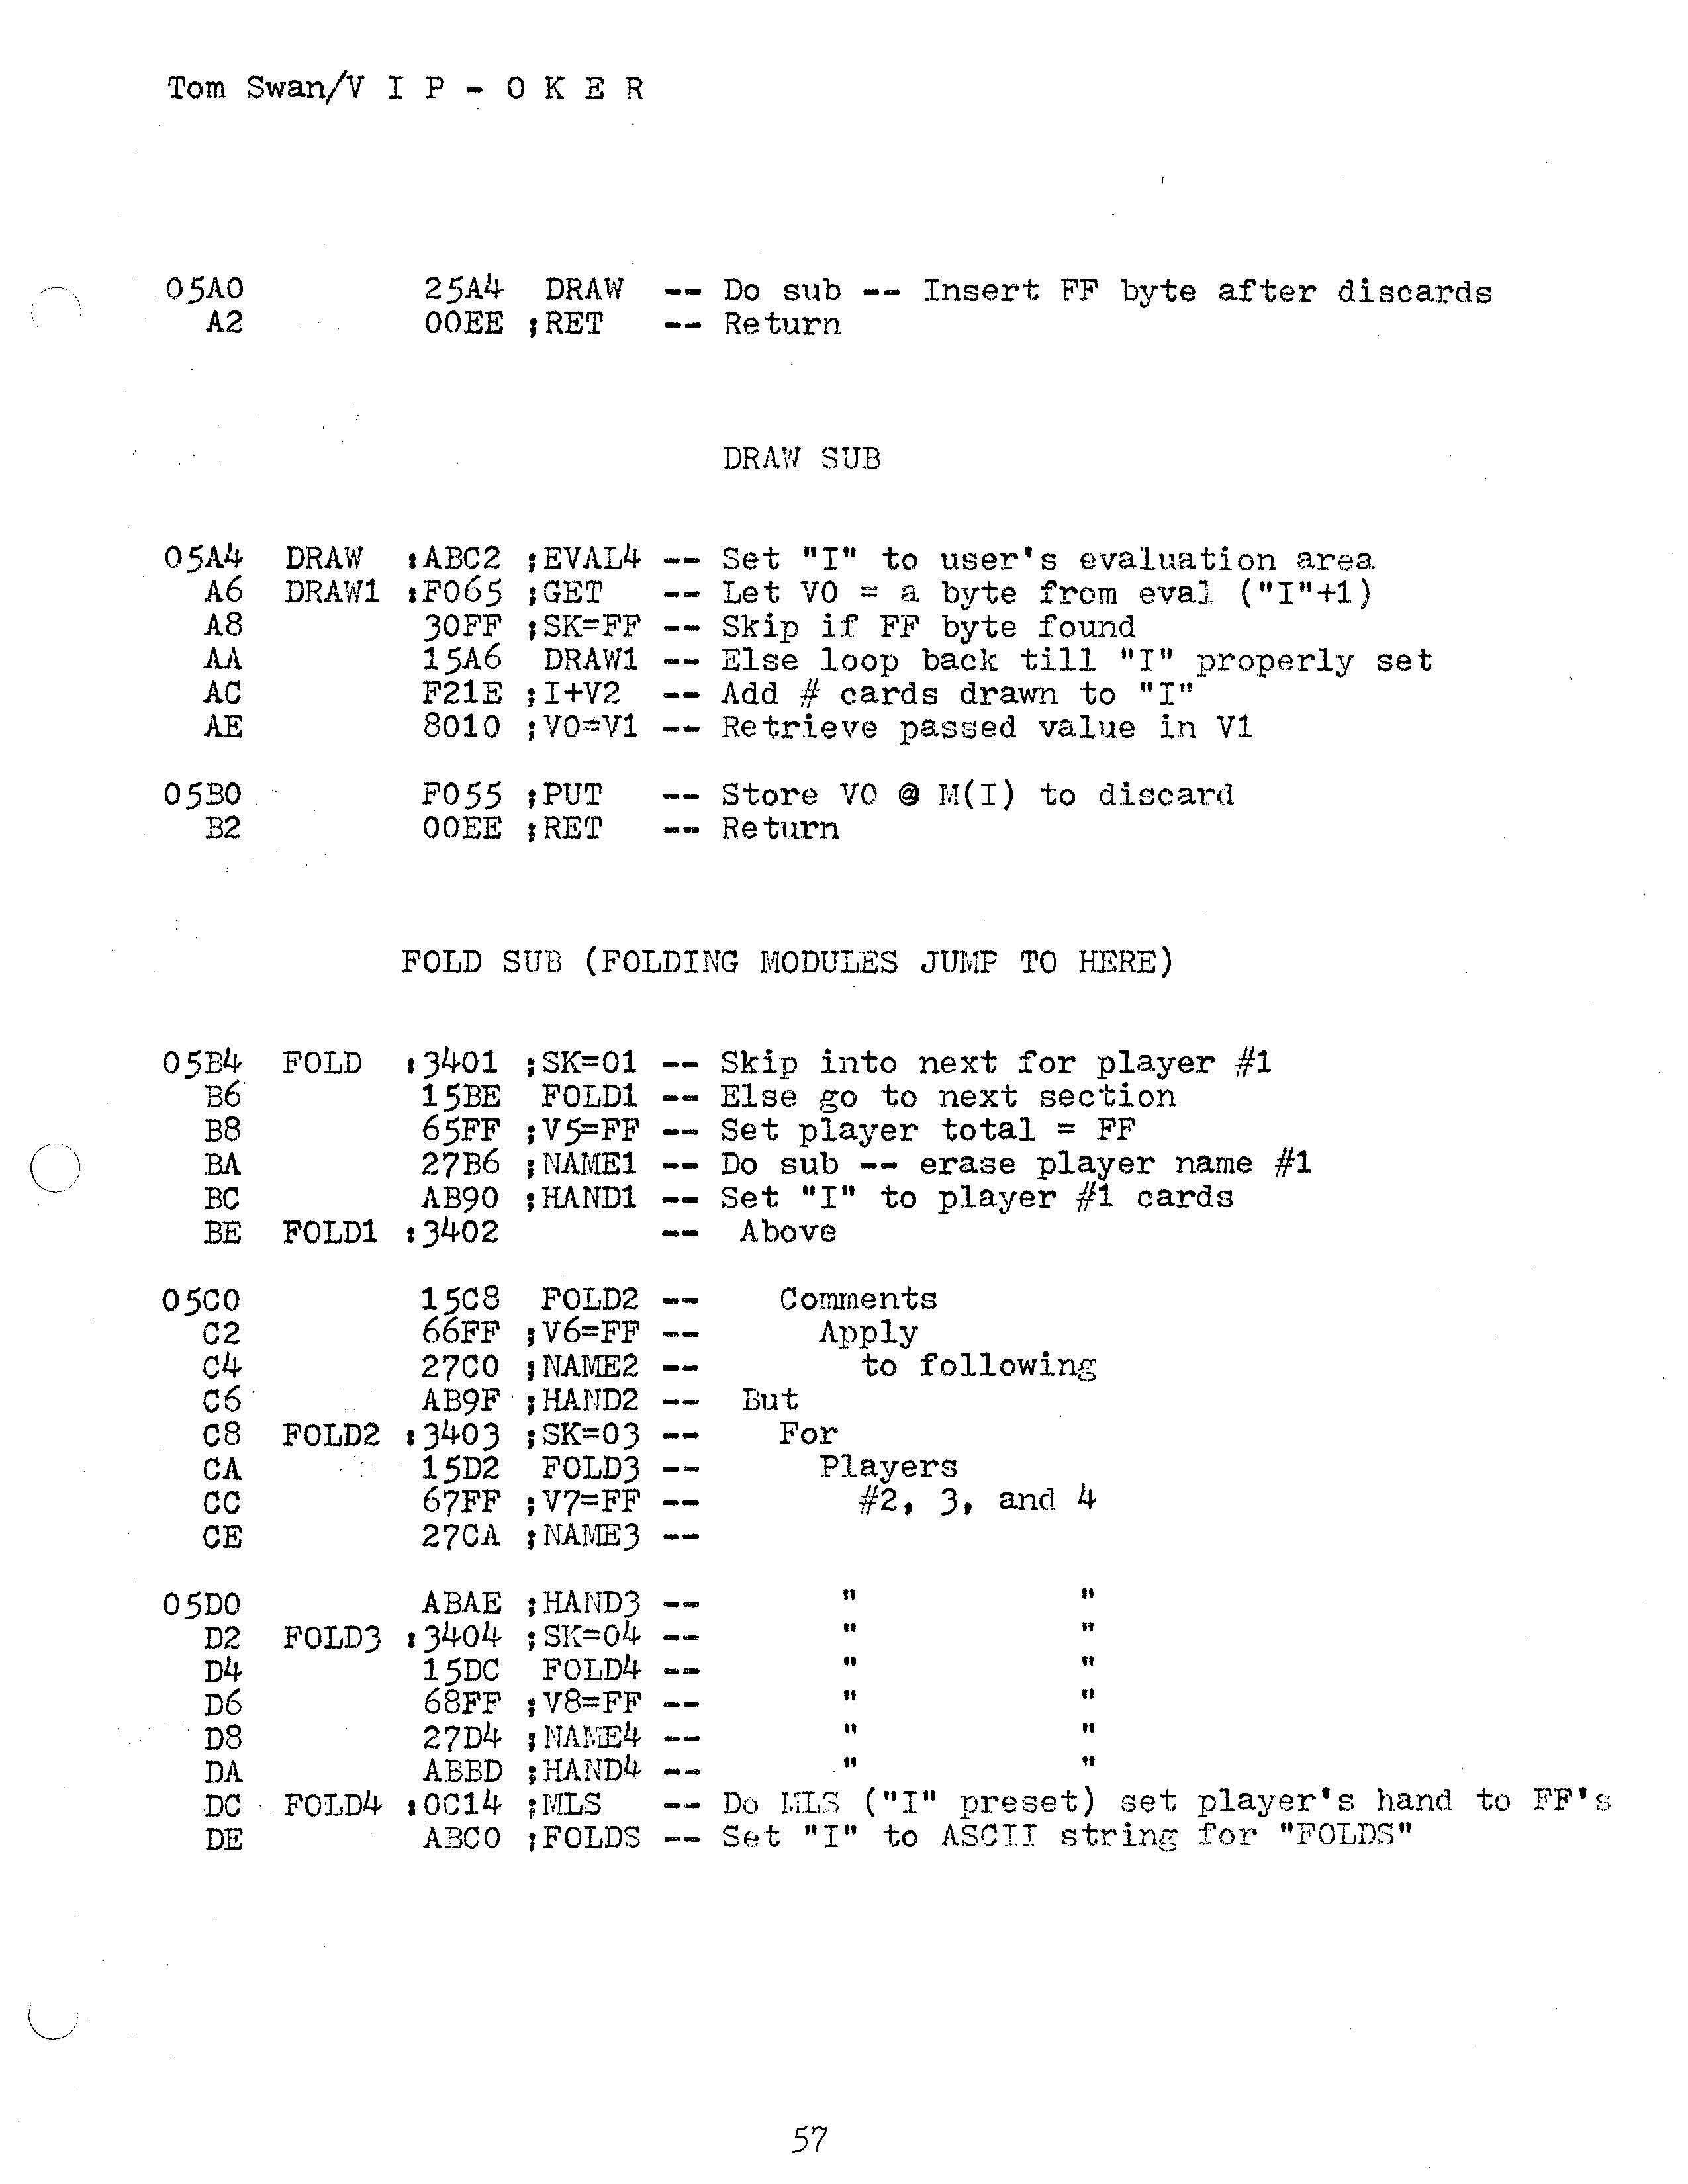 Tom Swan/V I P - O K E R
05A0 25A4 DRAW -- Do sub -- Insert FF byte after discards
A2 00EE ;RET -- Return
DRAW SUB
05A4 DRAW :ABC2 ;EVAL4 -- Set "I" to user's evaluation area
A6 DRAW1 :F065 ;GET -- Let V0 = a byte from eval ("I"+1)
A8 30FF ;SK=FF -- Skip if FF byte found
AA 15A6 DRAW1 -- Else loop back till "I" properly set
AC F21E ;I+V2 -- Add # cards drawn to "I"
AE 8010 ;V0=V1 -- Retrieve passed value in V1
05B0 F055 ;PUT -- Store V0 @ M(I) to discard
B2 00EE ;RET -- Return
FOLD SUB (FOLDING MODULES JUMP TO HERE)
05B4 FOLD :3401 ;SK=01 -- Skip into next for player #1
B6 15BE FOLD1 -- Else go to next section
B8 65FF ;V5=FF -- Set player total = FF
BA 27B6 ;NAME1 -- Do sub -- erase player name #1
BC AB90 ;HAND1 -- Set "I" to player #1 cards
BE FOLD1 :3402 -- Above
05C0 15C8 FOLD2 -- Comments
C2 66FF ;V6=FF -- Apply
C4 27C0 ;NAME2 -- to following
C6 AB9F ;HAND2 -- But
C8 FOLD2 :3403 ;SK=03 -- For
CA 15D2 FOLD3 -- Players
CC 67FF ;V7=FF -- #2, 3, and 4
CE 27CA ;NAME3 --
05D0 ABAE ;HAND3 -- " "
D2 FOLD3 :3404 ;SK=04 -- " "
D4 15DC FOLD4 -- " "
D6 68FF ;V8=FF -- " "
D8 27D4 ;NAME4 -- " "
DA ABBD ;HAND4 -- " "
DC FOLD4 :0C14 ;MLS -- Do MLS ("I" preset) set player's hand to FF's
DE ABC0 ;FOLDS -- Set "I" to ASCII string for "FOLDS"
57